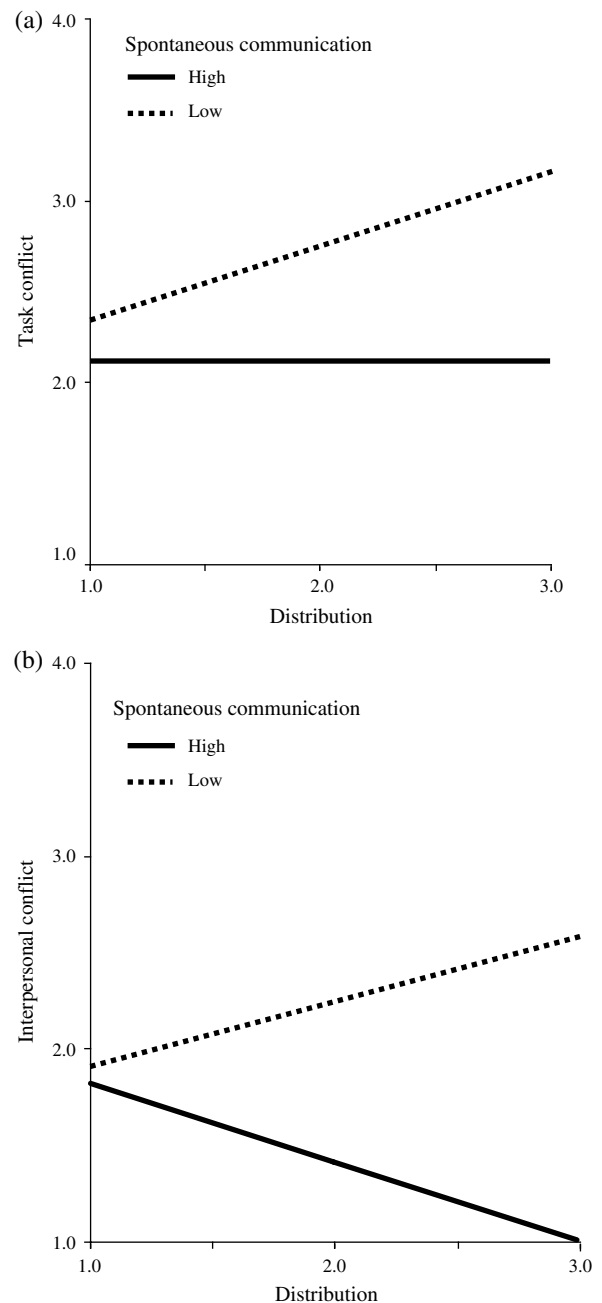 (a)
4.0
Spontaneous communication
High
Low
3.0
Task conflict
2.0
1.0
1.0 2.0 3.0
Distribution
(b)
4.0
Spontaneous communication
High
Low
3.0
Interpersonal conflict
2.0
1.0
1.0 2.0 3.0
Distribution